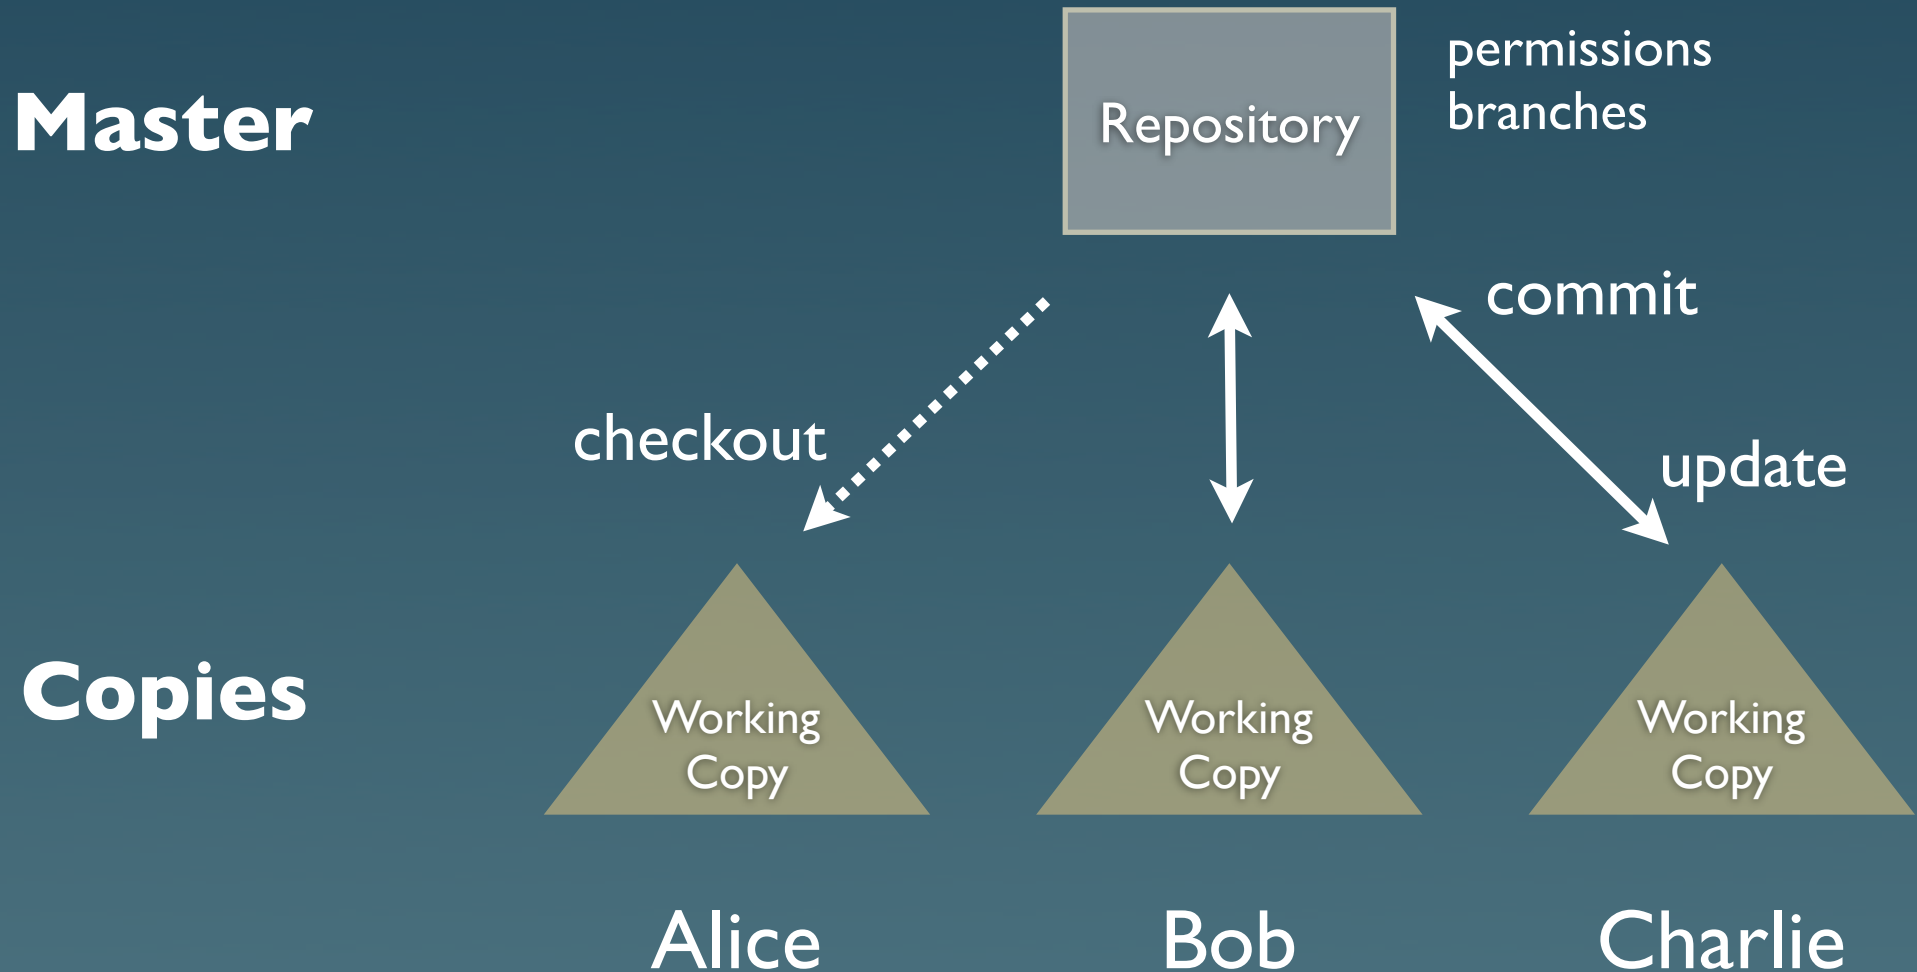 Master
Repository
permissions
branches
commit
checkout
update
Copies
Working
Copy
Working
Copy
Working
Copy
Alice
Bob
Charlie